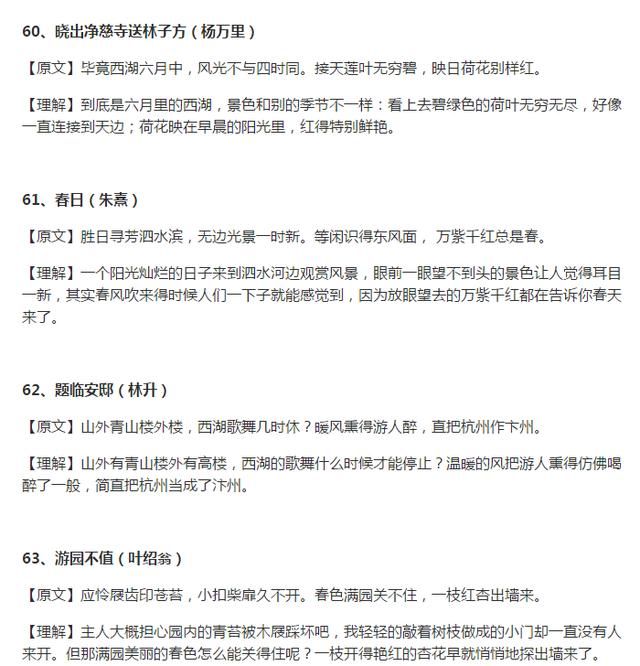 60、晓出净慈寺送林子方（杨万里）
【原文】毕竟西湖六月中，风光不与四时同。接天莲叶无穷碧，映日荷花别样红。
【理解】到底是六月里的西湖，景色和别的季节不一样：看上去碧绿色的荷叶无穷无尽，好像
一直连接到天边；荷花映在早晨的阳光里，红得特别鲜艳。
61、春日（朱熹）
【原文】胜日寻芳泗水滨，无边光景一时新。等闲识得东风面， 万紫千红总是春。
【理解】一个阳光灿烂的日子来到泗水河边观赏风景，眼前一眼望不到头的景色让人觉得耳目
一新，其实春风吹来得时候人们一下子就能感觉到，因为放眼望去的万紫千红都在告诉你春天
来了。
62、题临安邸（林升）
【原文】山外青山楼外楼，西湖歌舞几时休？暖风熏得游人醉，直把杭州作卞州。
【理解】山外有青山楼外有高楼，西湖的歌舞什么时候才能停止？温暖的风把游人熏得仿佛喝
醉了一般，简直把杭州当成了汴州。
63、游园不值（叶绍翁）
【原文】应怜屐齿印苍苔，小扣柴扉久不开。春色满园关不住，一枝红杏出墙来。
【理解】主人大概担心园内的青苔被木屐踩坏吧，我轻轻的敲着树枝做成的小门却一直没有人
来开。但那满园美丽的春色怎么能关得住呢？一枝开得艳红的杏花早就悄悄地探出墙来了。